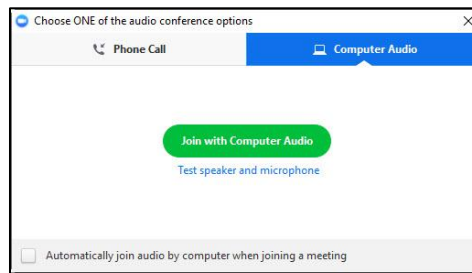 Choose ONE of the audio conference options
Phone Call
Computer Audio
Join with Computer Audio
Test speaker and microphone
Automatically join audio by computer when joining a meeting